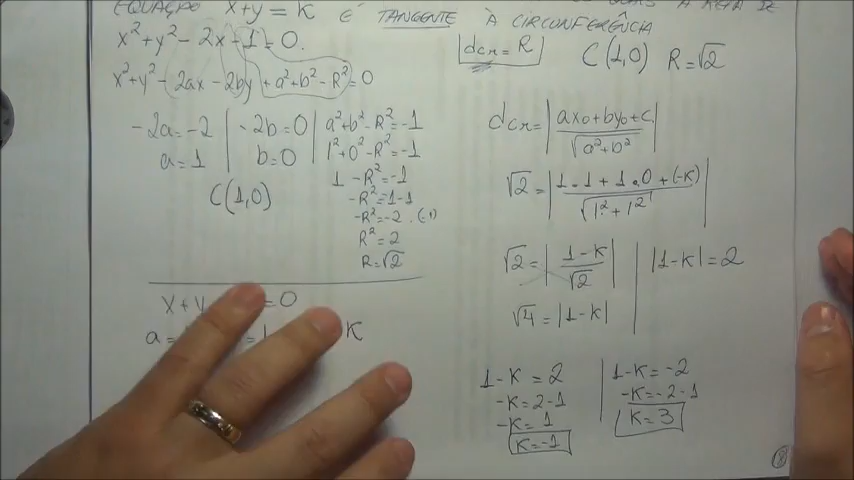 EQUAÇÃO x+y=K É TANGENTE À CIRCUNFERÊNCIA
x²+y²-2x-1=0.
x²+y²-2ax-2by+a²+b²-R²=0
-2a=-2
a=1
-2b=0
b=0
a²+b²-R²=-1
1²+0²-R²=-1
1-R²=-1
-R²=-1-1
-R²=-2 .(-1)
R²=2
R=√2
C(1,0)
x+y =0
a= K
dcr=R
C(1,0) R=√2
dcr=|ax₀+by₀+c/√a²+b²|
√2=|1.1+1.0+(-K)/√1²+1²|
√2=|1-K/√2|
√4=|1-K|
|1-K|=2
1-K=2
-K=2-1
-K=1
K=-1
1-K=-2
-K=-2-1
K=3